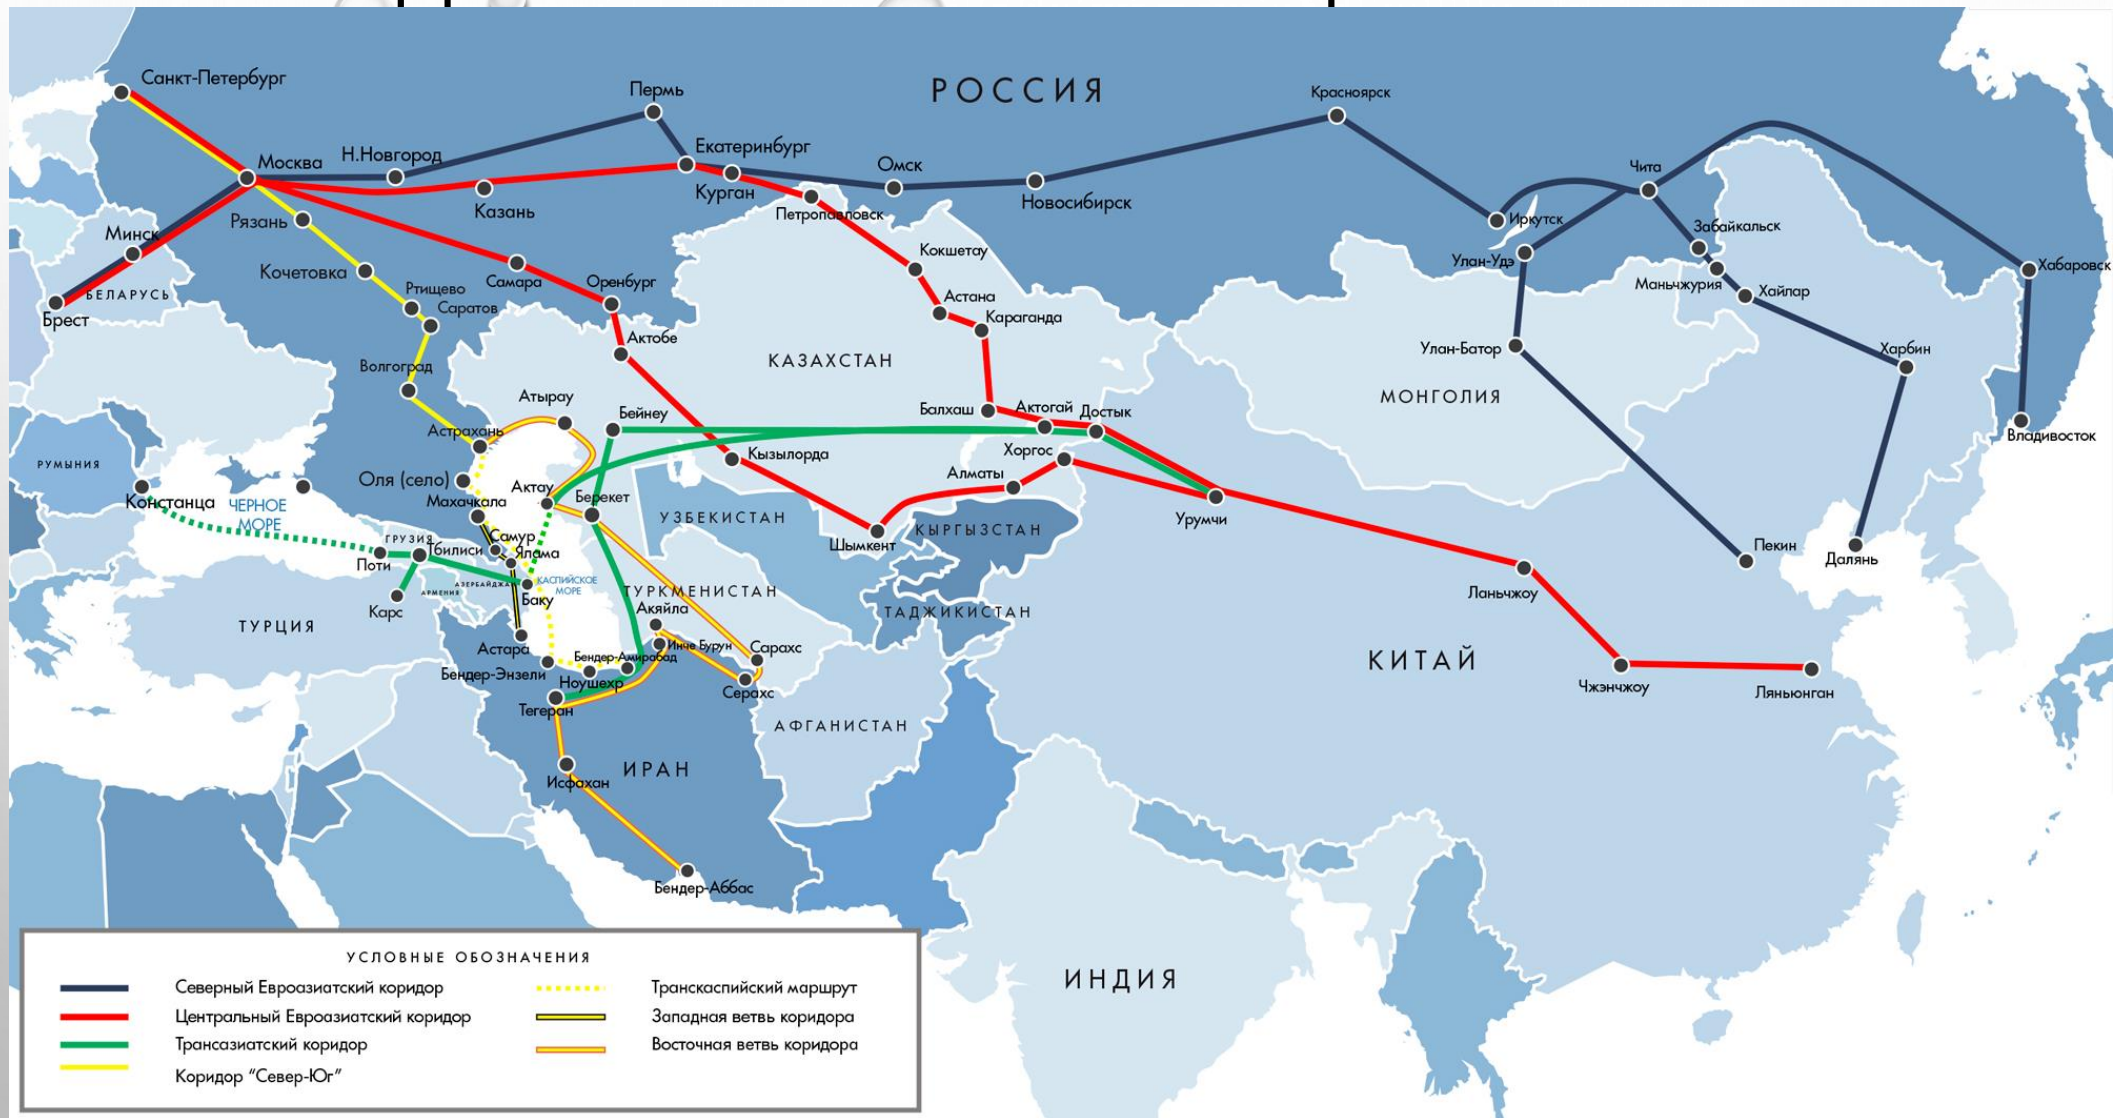 Санкт-Петербург
Пермь
РОССИЯ
Красноярск
Москва
Н.Новгород
Екатеринбург
Омск
Чита
Казань
Курган
Новосибирск
Петропавловск
Рязань
Иркутск
Забайкальск
Минск
Кокшетау
Улан-Удэ
Хабаровск
Кочетовка
Самара
Оренбург
Маньчжурия
Хайлар
БЕЛАРУСЬ
Ртищево
Астана
Саратов
Караганда
Брест
Актобе
Улан-Батор
Харбин
КАЗАХСТАН
Волгоград
МОНГОЛИЯ
Атырау
Бейнеу
Балхаш
Актогай
Достык
Астрахань
Владивосток
Хоргос
Кызылорда
РУМЫНИЯ
Алматы
Оля (село)
Актау
Берекет
Констанца
Махачкала
ЧЕРНОЕ
МОРЕ
УЗБЕКИСТАН
Урумчи
КЫРГЫЗСТАН
ГРУЗИЯ
Самур
Шымкент
Пекин
Тбилиси
Ялама
Далянь
Поти
КАСПИЙСКОЕ
МОРЕ
АЗЕРБАЙДЖА
АРМЕНИЯ
ТУРКМЕНИСТАН
Ланьчжоу
Баку
Карс
Акяйла
ТАДЖИКИСТАН
ТУРЦИЯ
Астара
Инче Бурун
Сарахс
Бендер-Амирабад
КИТАЙ
Бендер-Энзели
Ноушехр
Серахс
Чжэнчжоу
Ляньюнган
Тегеран
АФГАНИСТАН
ИРАН
Исфахан
Бендер-Аббас
ИНДИЯ
УСЛОВНЫЕ ОБОЗНАЧЕНИЯ
Северный Евроазиатский коридор
Центральный Евроазиатский коридор
Трансазиатский коридор
Коридор "Север-Юг"
Транскаспийский маршрут
Западная ветвь коридора
Восточная ветвь коридора